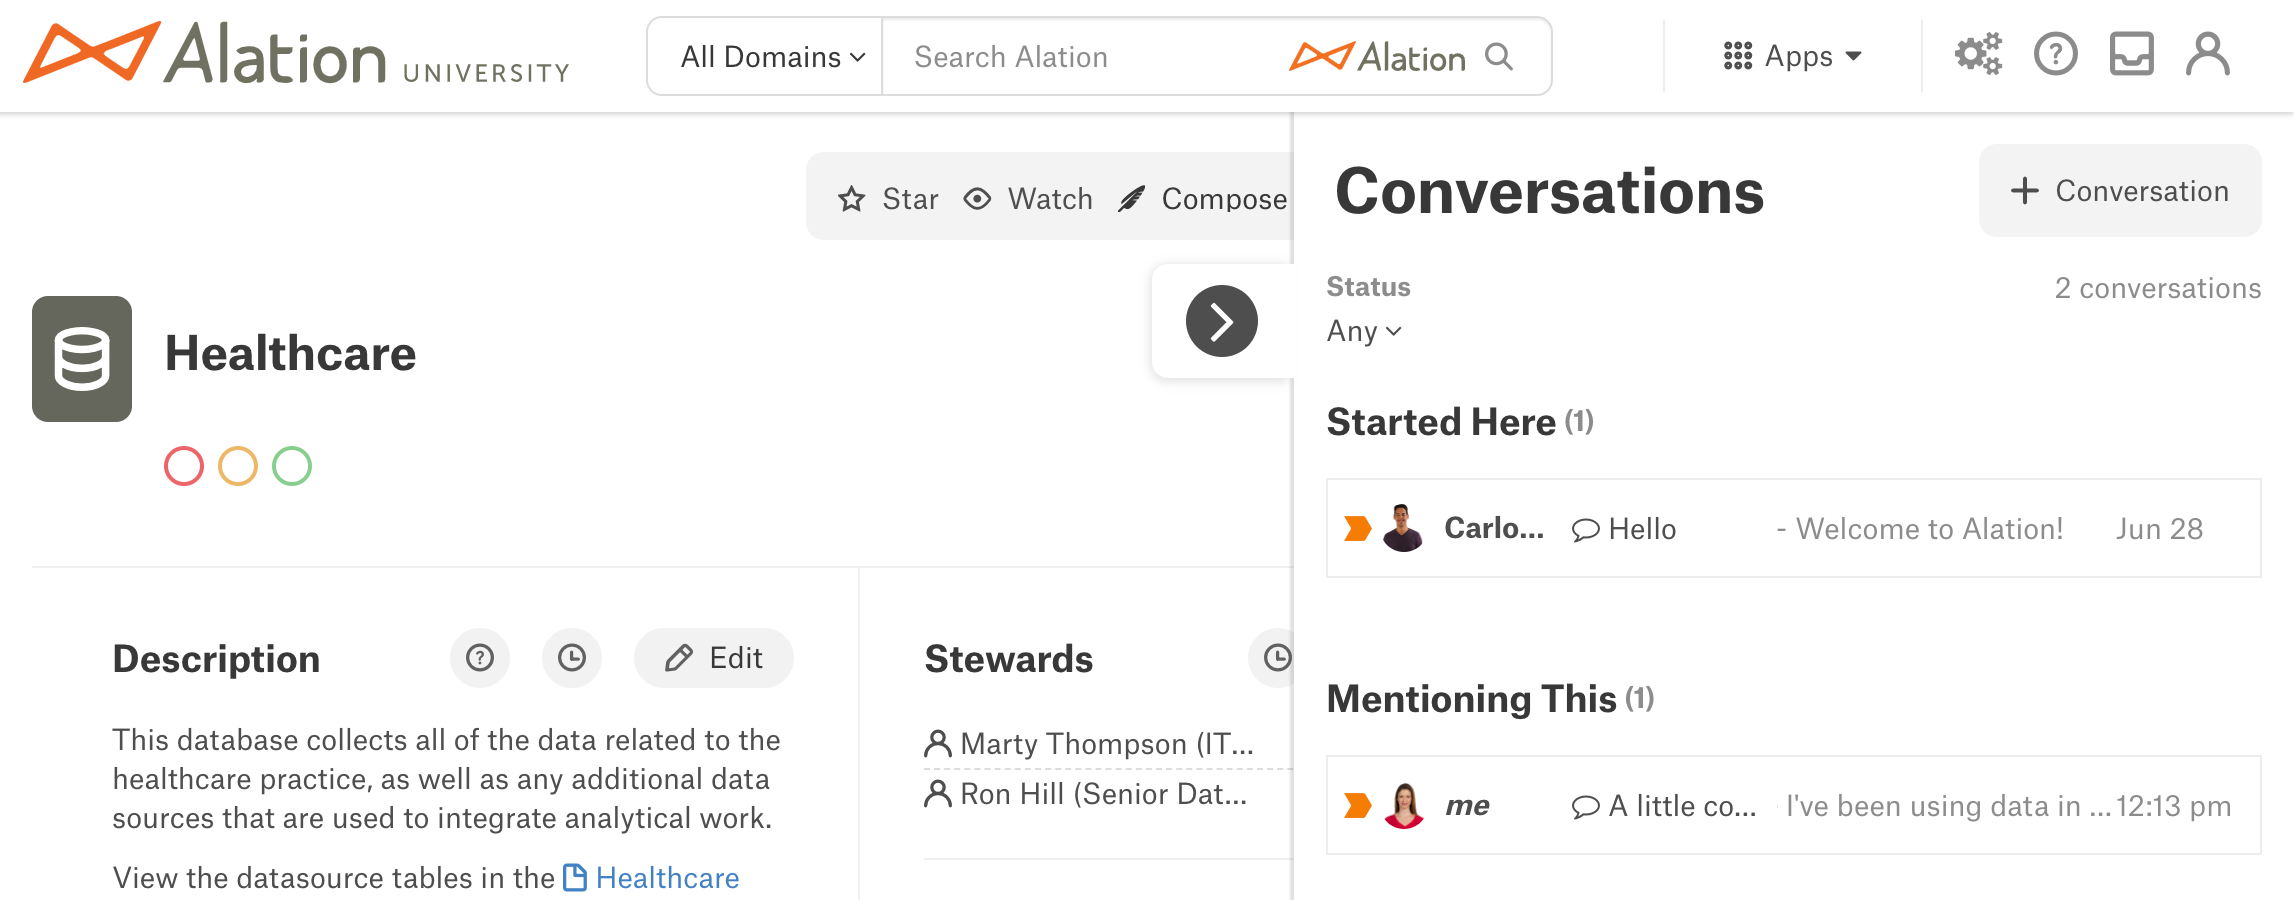 Alation UNIVERSITY
All Domains
Search Alation
Alation
Apps
Star
Watch
Compose
Healthcare
Description
Edit
This database collects all of the data related to the
healthcare practice, as well as any additional data
sources that are used to integrate analytical work.
View the datasource tables in the Healthcare
Stewards
Marty Thompson (IT...
Ron Hill (Senior Dat...
Conversations
+ Conversation
Status
2 conversations
Any
Started Here (1)
Carlo... Hello - Welcome to Alation! Jun 28
Mentioning This (1)
me A little co... I've been using data in ... 12:13 pm